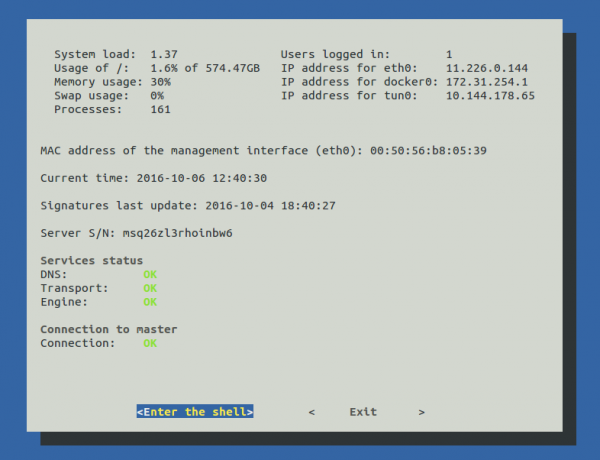 System load: 1.37 Users logged in: 1
Usage of /: 1.6% of 574.47GB IP address for eth0: 11.226.0.144
Memory usage: 30% IP address for docker0: 172.31.254.1
Swap usage: 0% IP address for tun0: 10.144.178.65
Processes: 161
MAC address of the management interface (eth0): 00:50:56:b8:05:39
Current time: 2016-10-06 12:40:30
Signatures last update: 2016-10-04 18:40:27
Server S/N: msq26zl3rhoinbw6
Services status
DNS: OK
Transport: OK
Engine: OK
Connection to master
Connection: OK
<Enter the shell> < Exit >